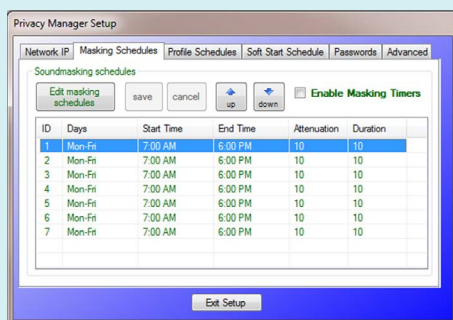 Privacy Manager Setup
Network IP Masking Schedules Profile Schedules Soft Start Schedule Passwords Advanced
Soundmasking schedules
Edit masking
schedules
save cancel up down Enable Masking Timers
ID Days Start Time End Time Attenuation Duration
1 Mon-Fri 7:00 AM 6:00 PM 10 10
2 Mon-Fri 7:00 AM 6:00 PM 10 10
3 Mon-Fri 7:00 AM 6:00 PM 10 10
4 Mon-Fri 7:00 AM 6:00 PM 10 10
5 Mon-Fri 7:00 AM 6:00 PM 10 10
6 Mon-Fri 7:00 AM 6:00 PM 10 10
7 Mon-Fri 7:00 AM 6:00 PM 10 10
Exit Setup